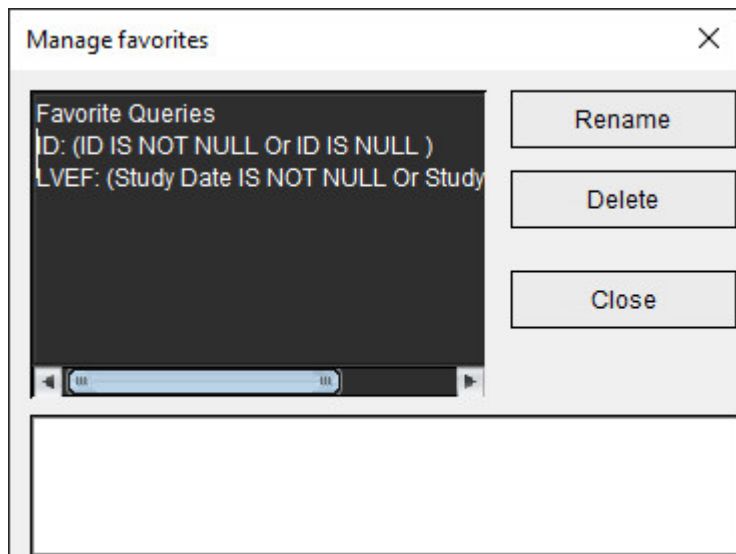 Manage favorites
Favorite Queries
ID: (ID IS NOT NULL Or ID IS NULL )
LVEF: (Study Date IS NOT NULL Or Study
Rename
Delete
Close